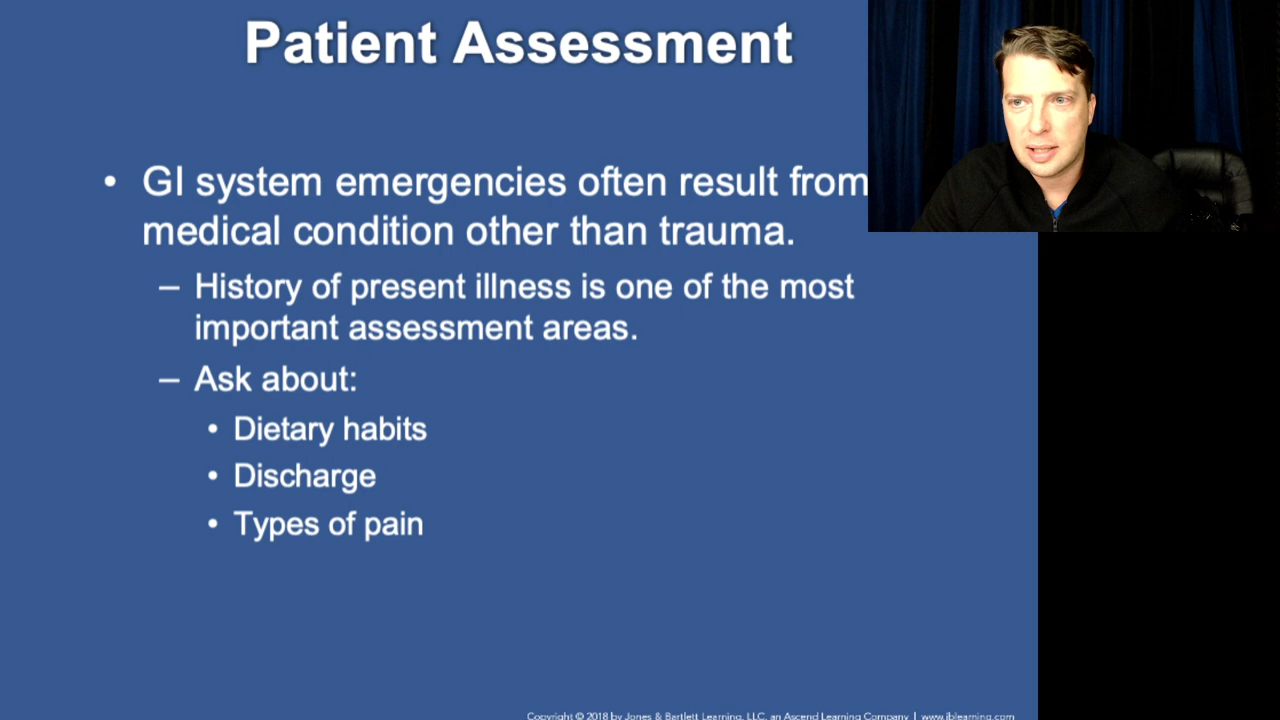 Patient Assessment
• GI system emergencies often result from
medical condition other than trauma.
– History of present illness is one of the most
important assessment areas.
– Ask about:
• Dietary habits
• Discharge
• Types of pain
Copyright © 2018 by Jones & Bartlett Learning, LLC, an Ascend Learning Company | www.jblearning.com